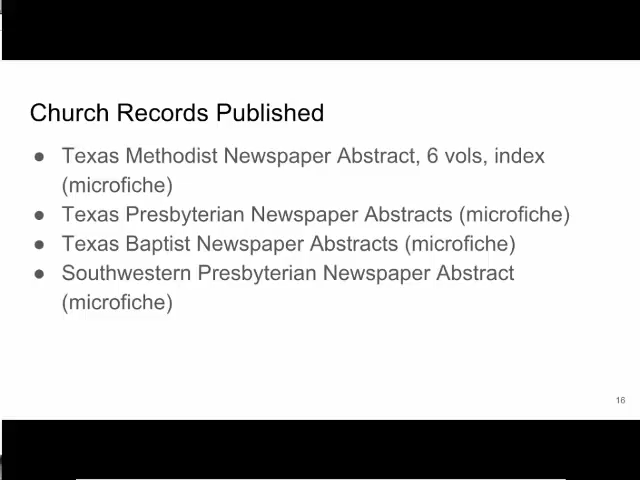 Church Records Published
● Texas Methodist Newspaper Abstract, 6 vols, index
(microfiche)
● Texas Presbyterian Newspaper Abstracts (microfiche)
● Texas Baptist Newspaper Abstracts (microfiche)
● Southwestern Presbyterian Newspaper Abstract
(microfiche)
16